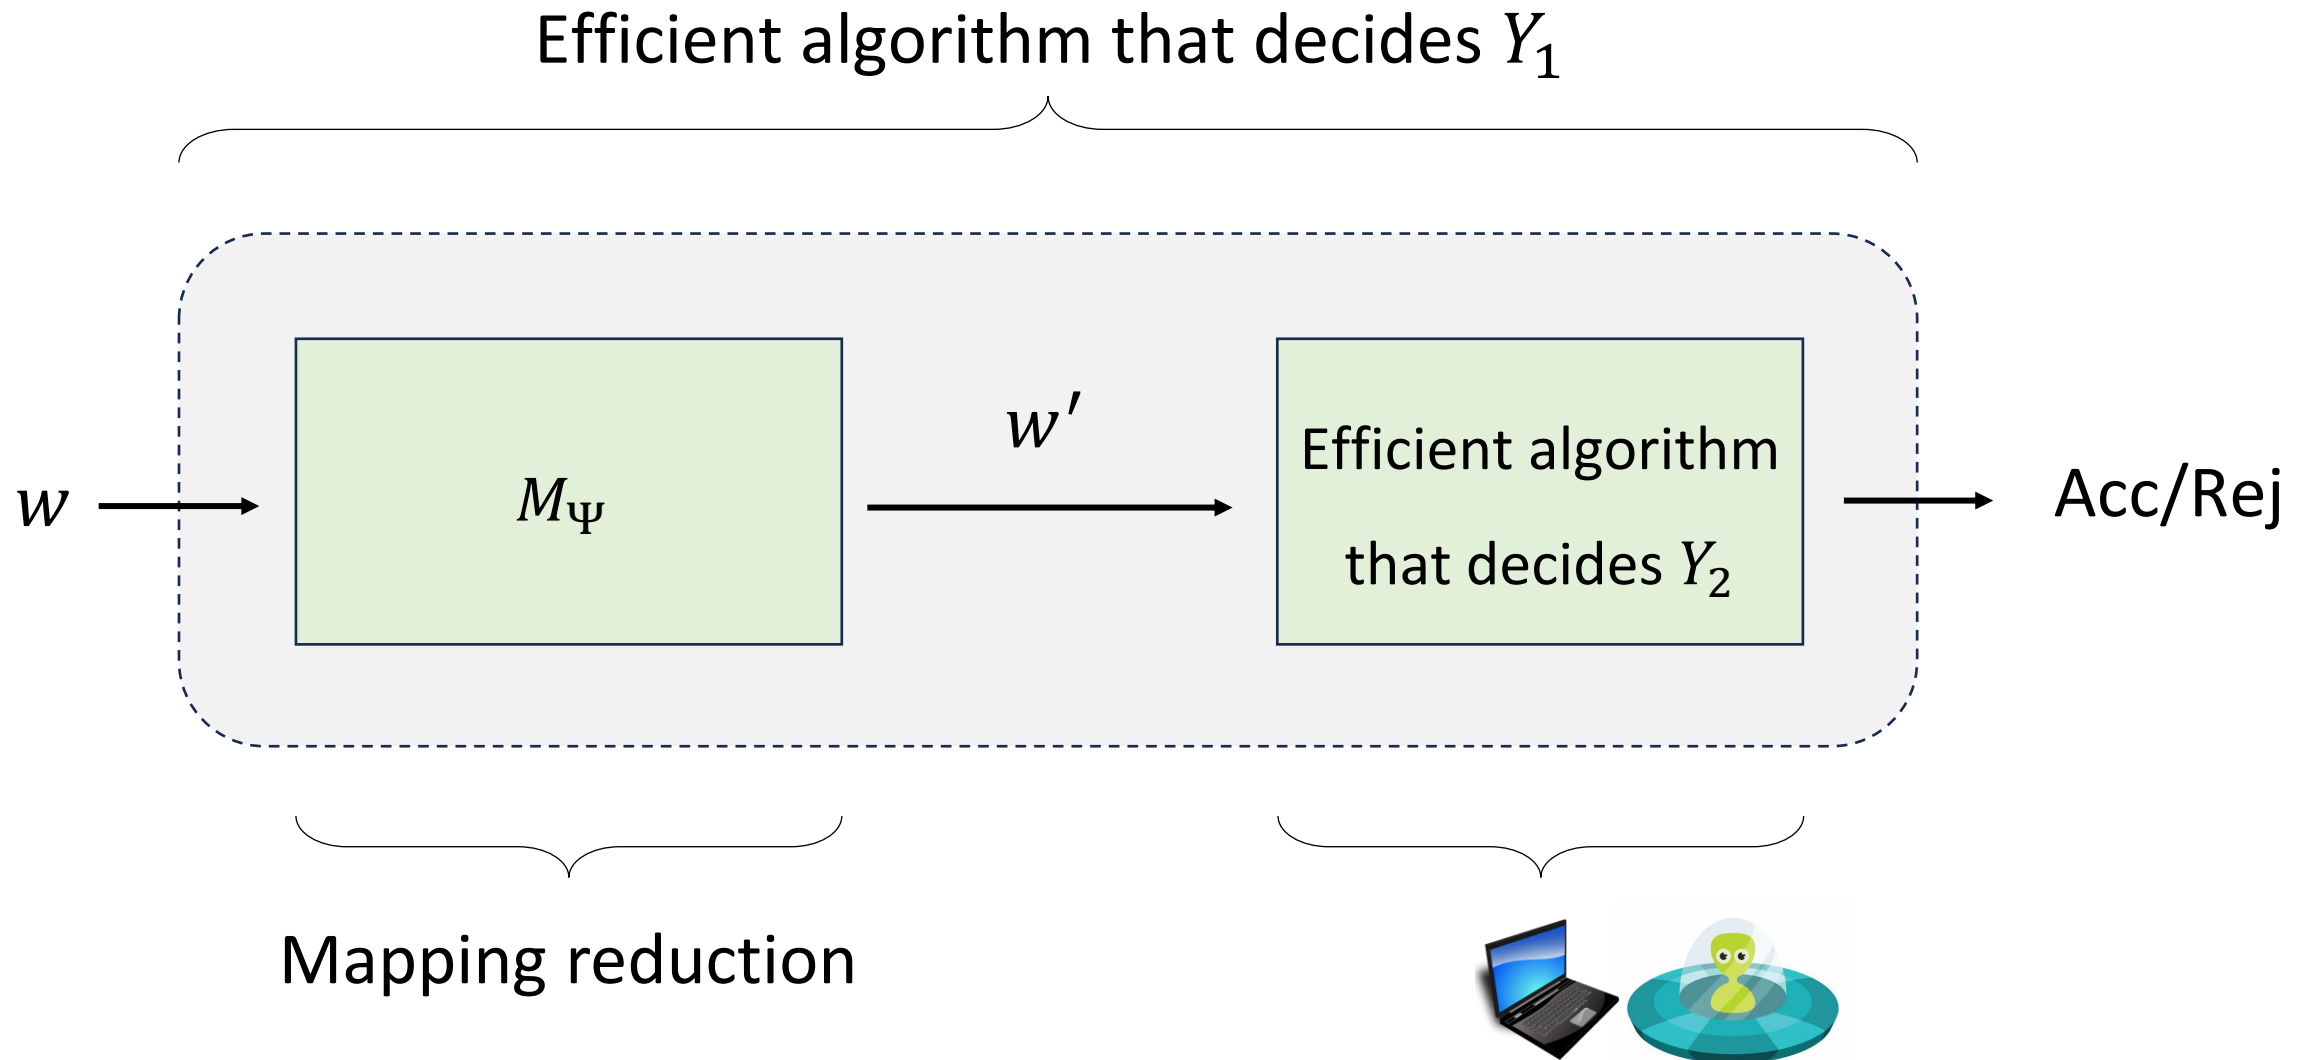 Efficient algorithm that decides Y₁
w
M_Ψ
w′
Efficient algorithm
that decides Y₂
Acc/Rej
Mapping reduction